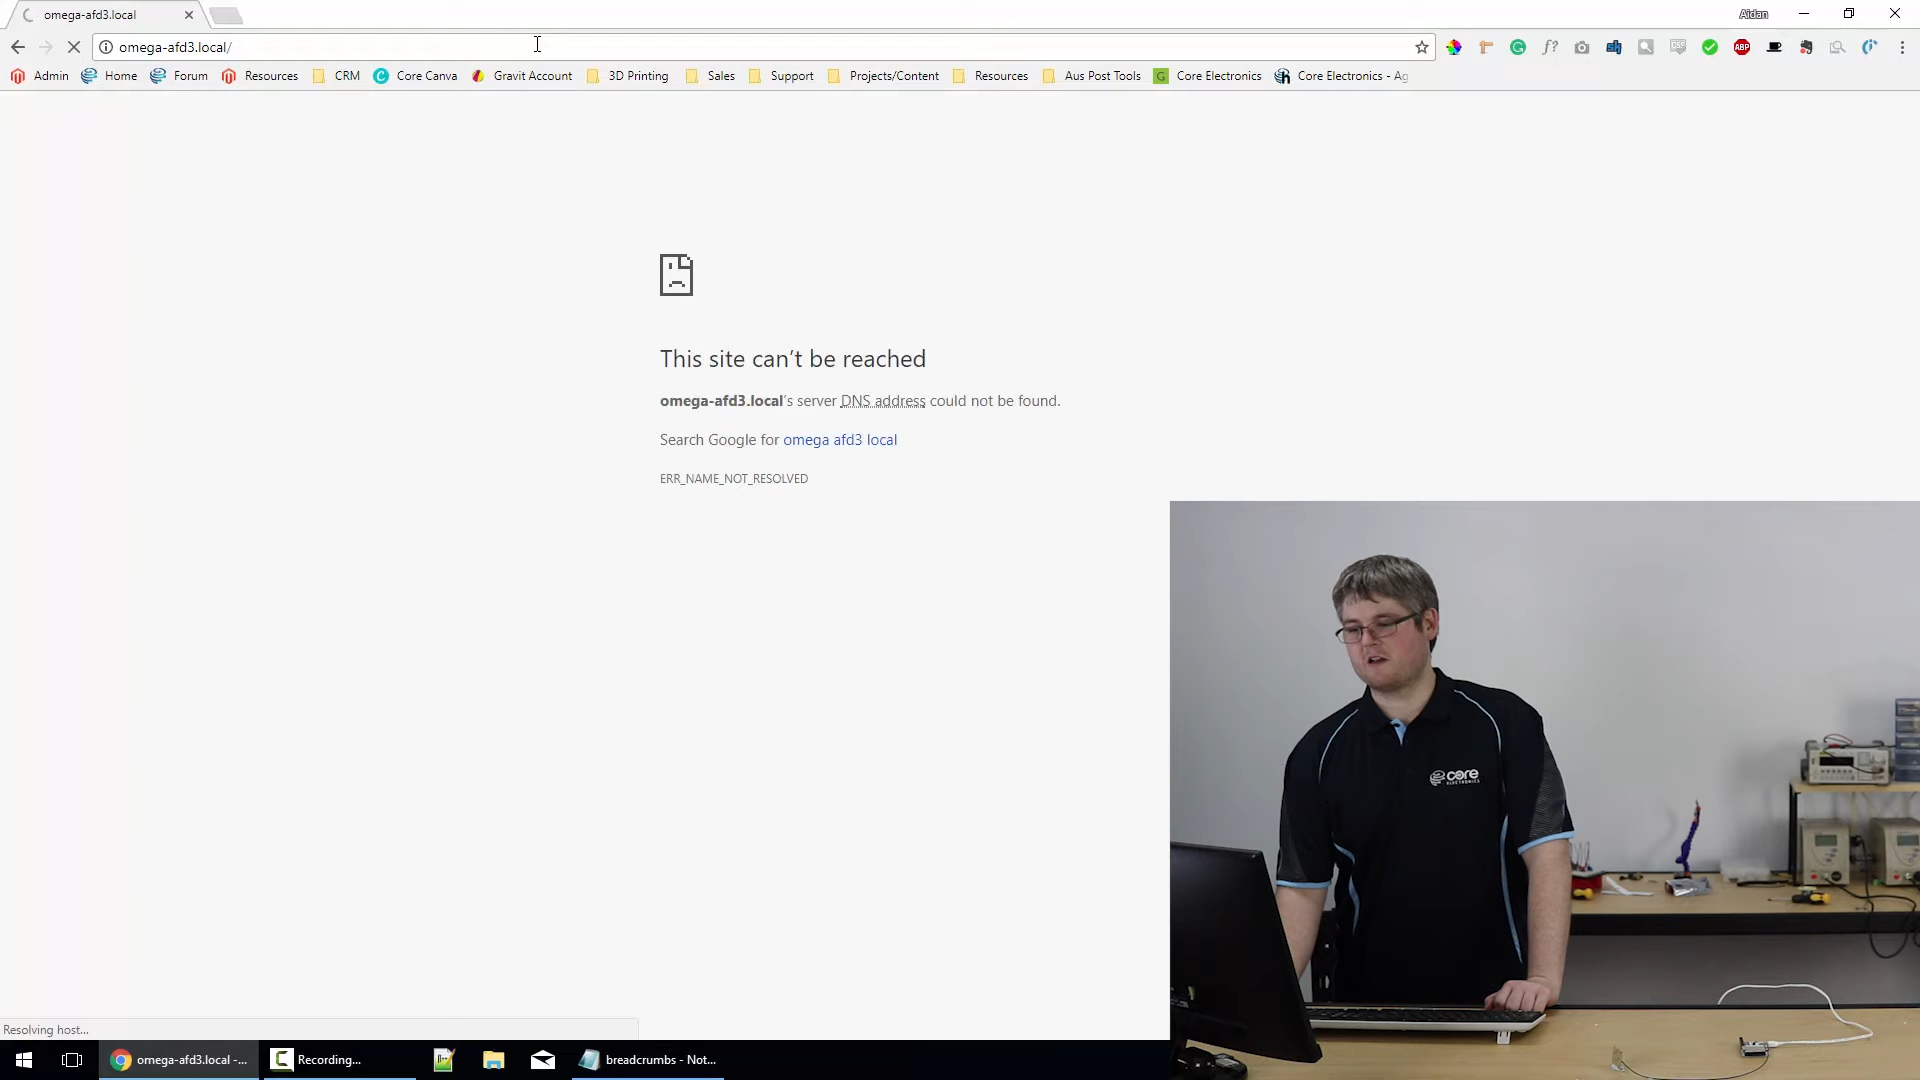 omega-afd3.local
Aidan
omega-afd3.local/
Admin Home Forum Resources CRM Core Canva Gravit Account 3D Printing Sales Support Projects/Content Resources Aus Post Tools Core Electronics Core Electronics - Ag
This site can’t be reached
omega-afd3.local’s server DNS address could not be found.
Search Google for omega afd3 local
ERR_NAME_NOT_RESOLVED
core
ELECTRONICS
Resolving host...
omega-afd3.local -... Recording... breadcrumbs - Not...